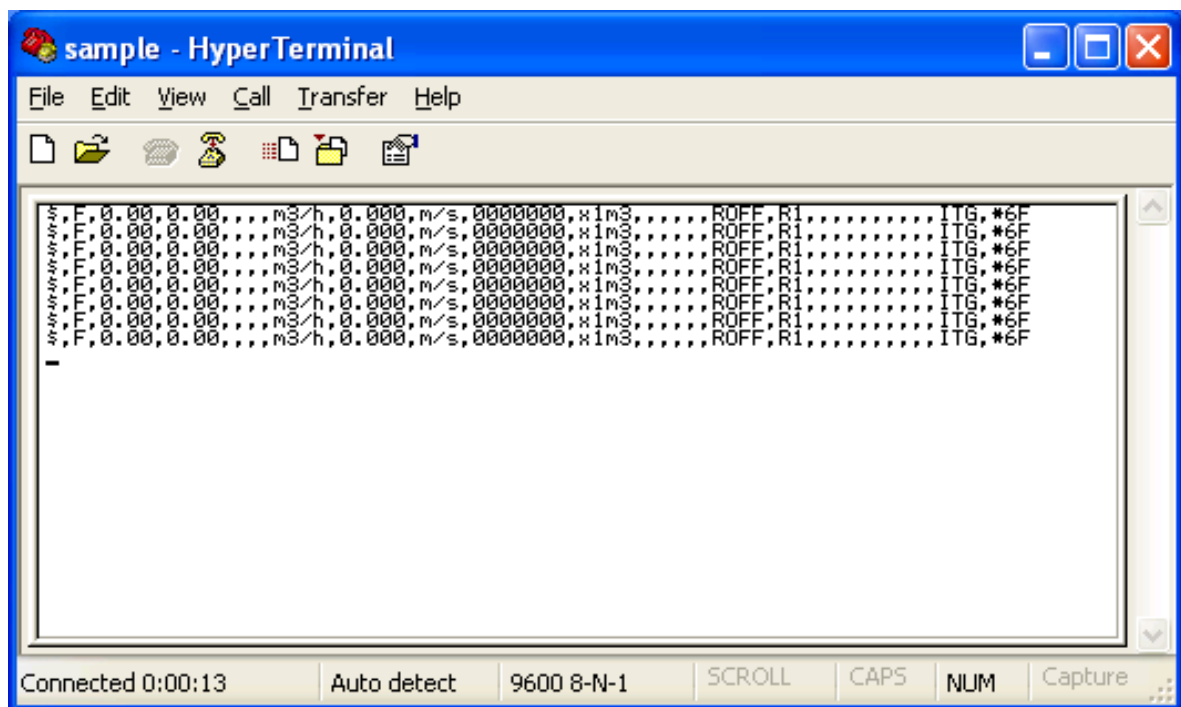 sample - HyperTerminal
File Edit View Call Transfer Help
$,F,0.00,0.00,,,,m3/h,0.000,m/s,0000000,x1m3,,,,,,ROFF,R1,,,,,,,,,,ITG,*6F
$,F,0.00,0.00,,,,m3/h,0.000,m/s,0000000,x1m3,,,,,,ROFF,R1,,,,,,,,,,ITG,*6F
$,F,0.00,0.00,,,,m3/h,0.000,m/s,0000000,x1m3,,,,,,ROFF,R1,,,,,,,,,,ITG,*6F
$,F,0.00,0.00,,,,m3/h,0.000,m/s,0000000,x1m3,,,,,,ROFF,R1,,,,,,,,,,ITG,*6F
$,F,0.00,0.00,,,,m3/h,0.000,m/s,0000000,x1m3,,,,,,ROFF,R1,,,,,,,,,,ITG,*6F
$,F,0.00,0.00,,,,m3/h,0.000,m/s,0000000,x1m3,,,,,,ROFF,R1,,,,,,,,,,ITG,*6F
$,F,0.00,0.00,,,,m3/h,0.000,m/s,0000000,x1m3,,,,,,ROFF,R1,,,,,,,,,,ITG,*6F
$,F,0.00,0.00,,,,m3/h,0.000,m/s,0000000,x1m3,,,,,,ROFF,R1,,,,,,,,,,ITG,*6F
Connected 0:00:13 Auto detect 9600 8-N-1 SCROLL CAPS NUM Capture